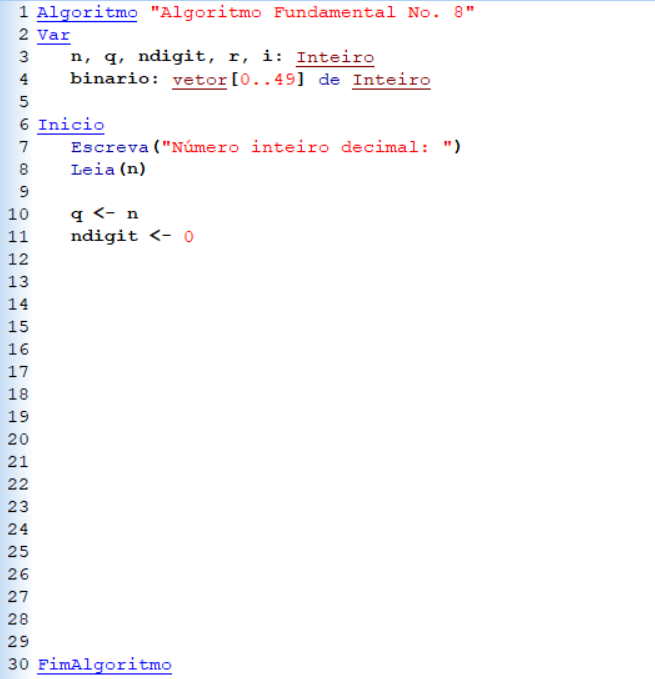 1 Algoritmo "Algoritmo Fundamental No. 8"
2 Var
3 n, q, ndigit, r, i: Inteiro
4 binario: vetor[0..49] de Inteiro
5
6 Inicio
7 Escreva("Número inteiro decimal: ")
8 Leia(n)
9
10 q <- n
11 ndigit <- 0
12
13
14
15
16
17
18
19
20
21
22
23
24
25
26
27
28
29
30 FimAlgoritmo